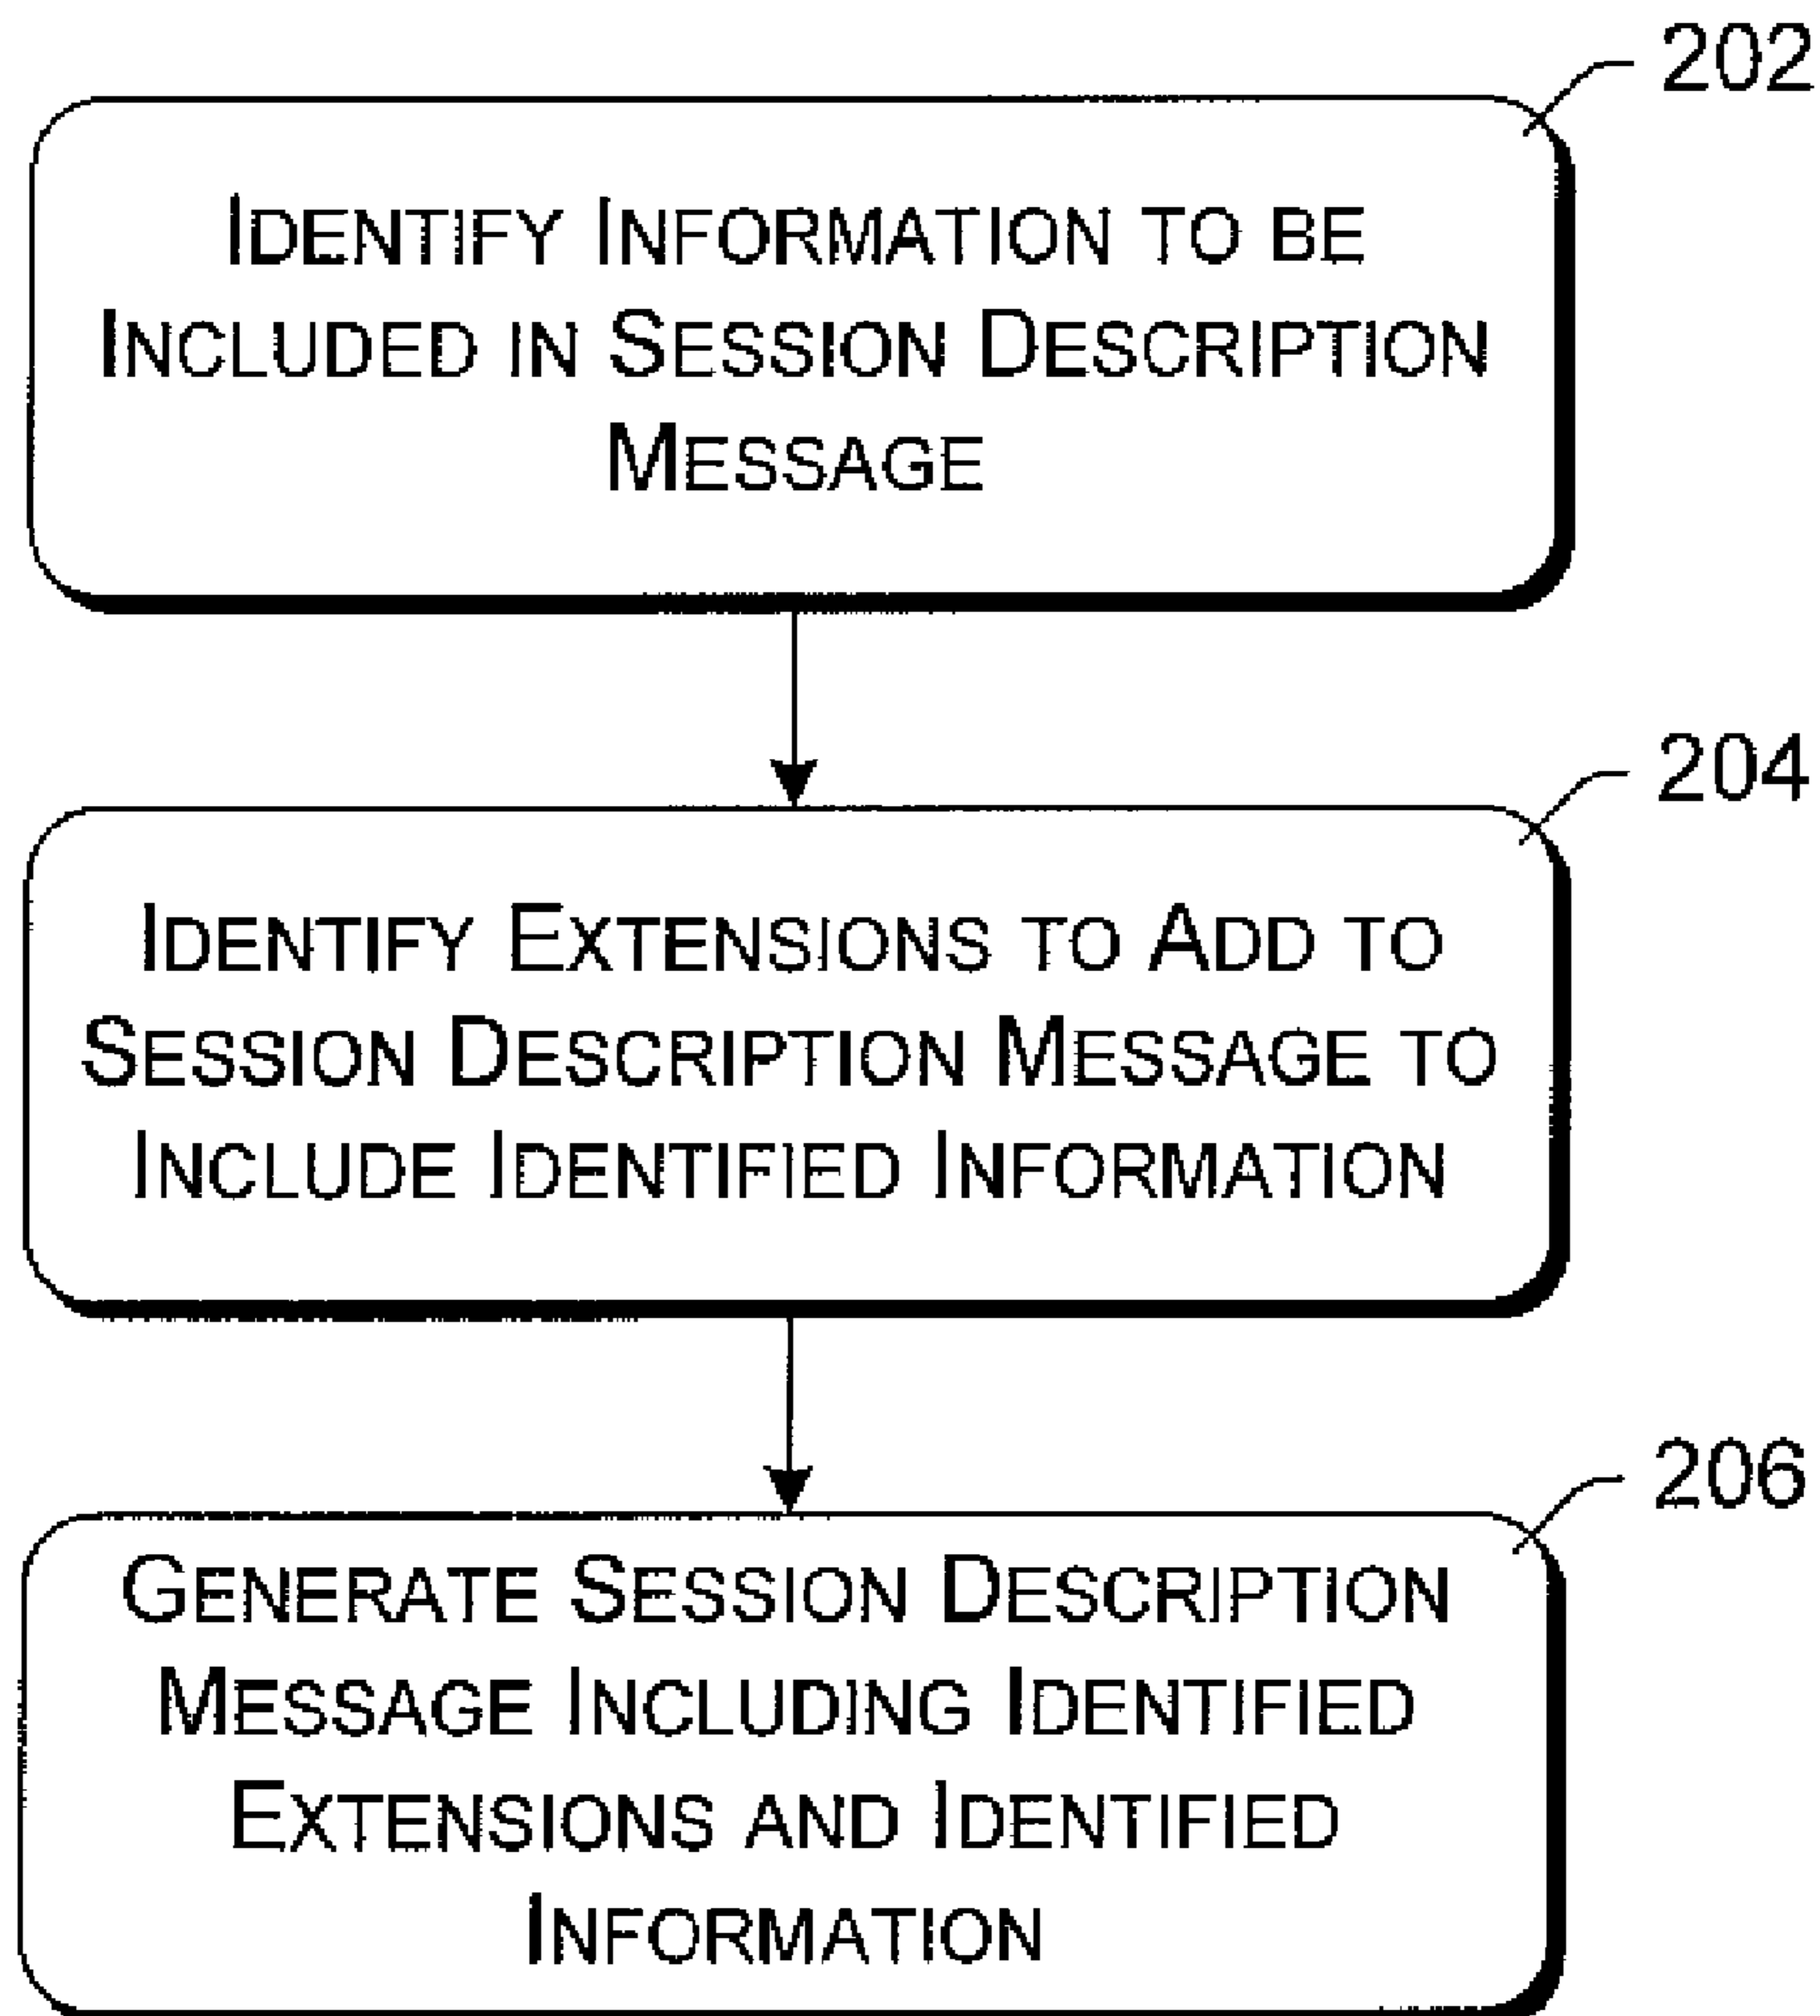 202
IDENTIFY INFORMATION TO BE
INCLUDED IN SESSION DESCRIPTION
MESSAGE
204
IDENTIFY EXTENSIONS TO ADD TO
SESSION DESCRIPTION MESSAGE TO
INCLUDE IDENTIFIED INFORMATION
206
GENERATE SESSION DESCRIPTION
MESSAGE INCLUDING IDENTIFIED
EXTENSIONS AND IDENTIFIED
INFORMATION